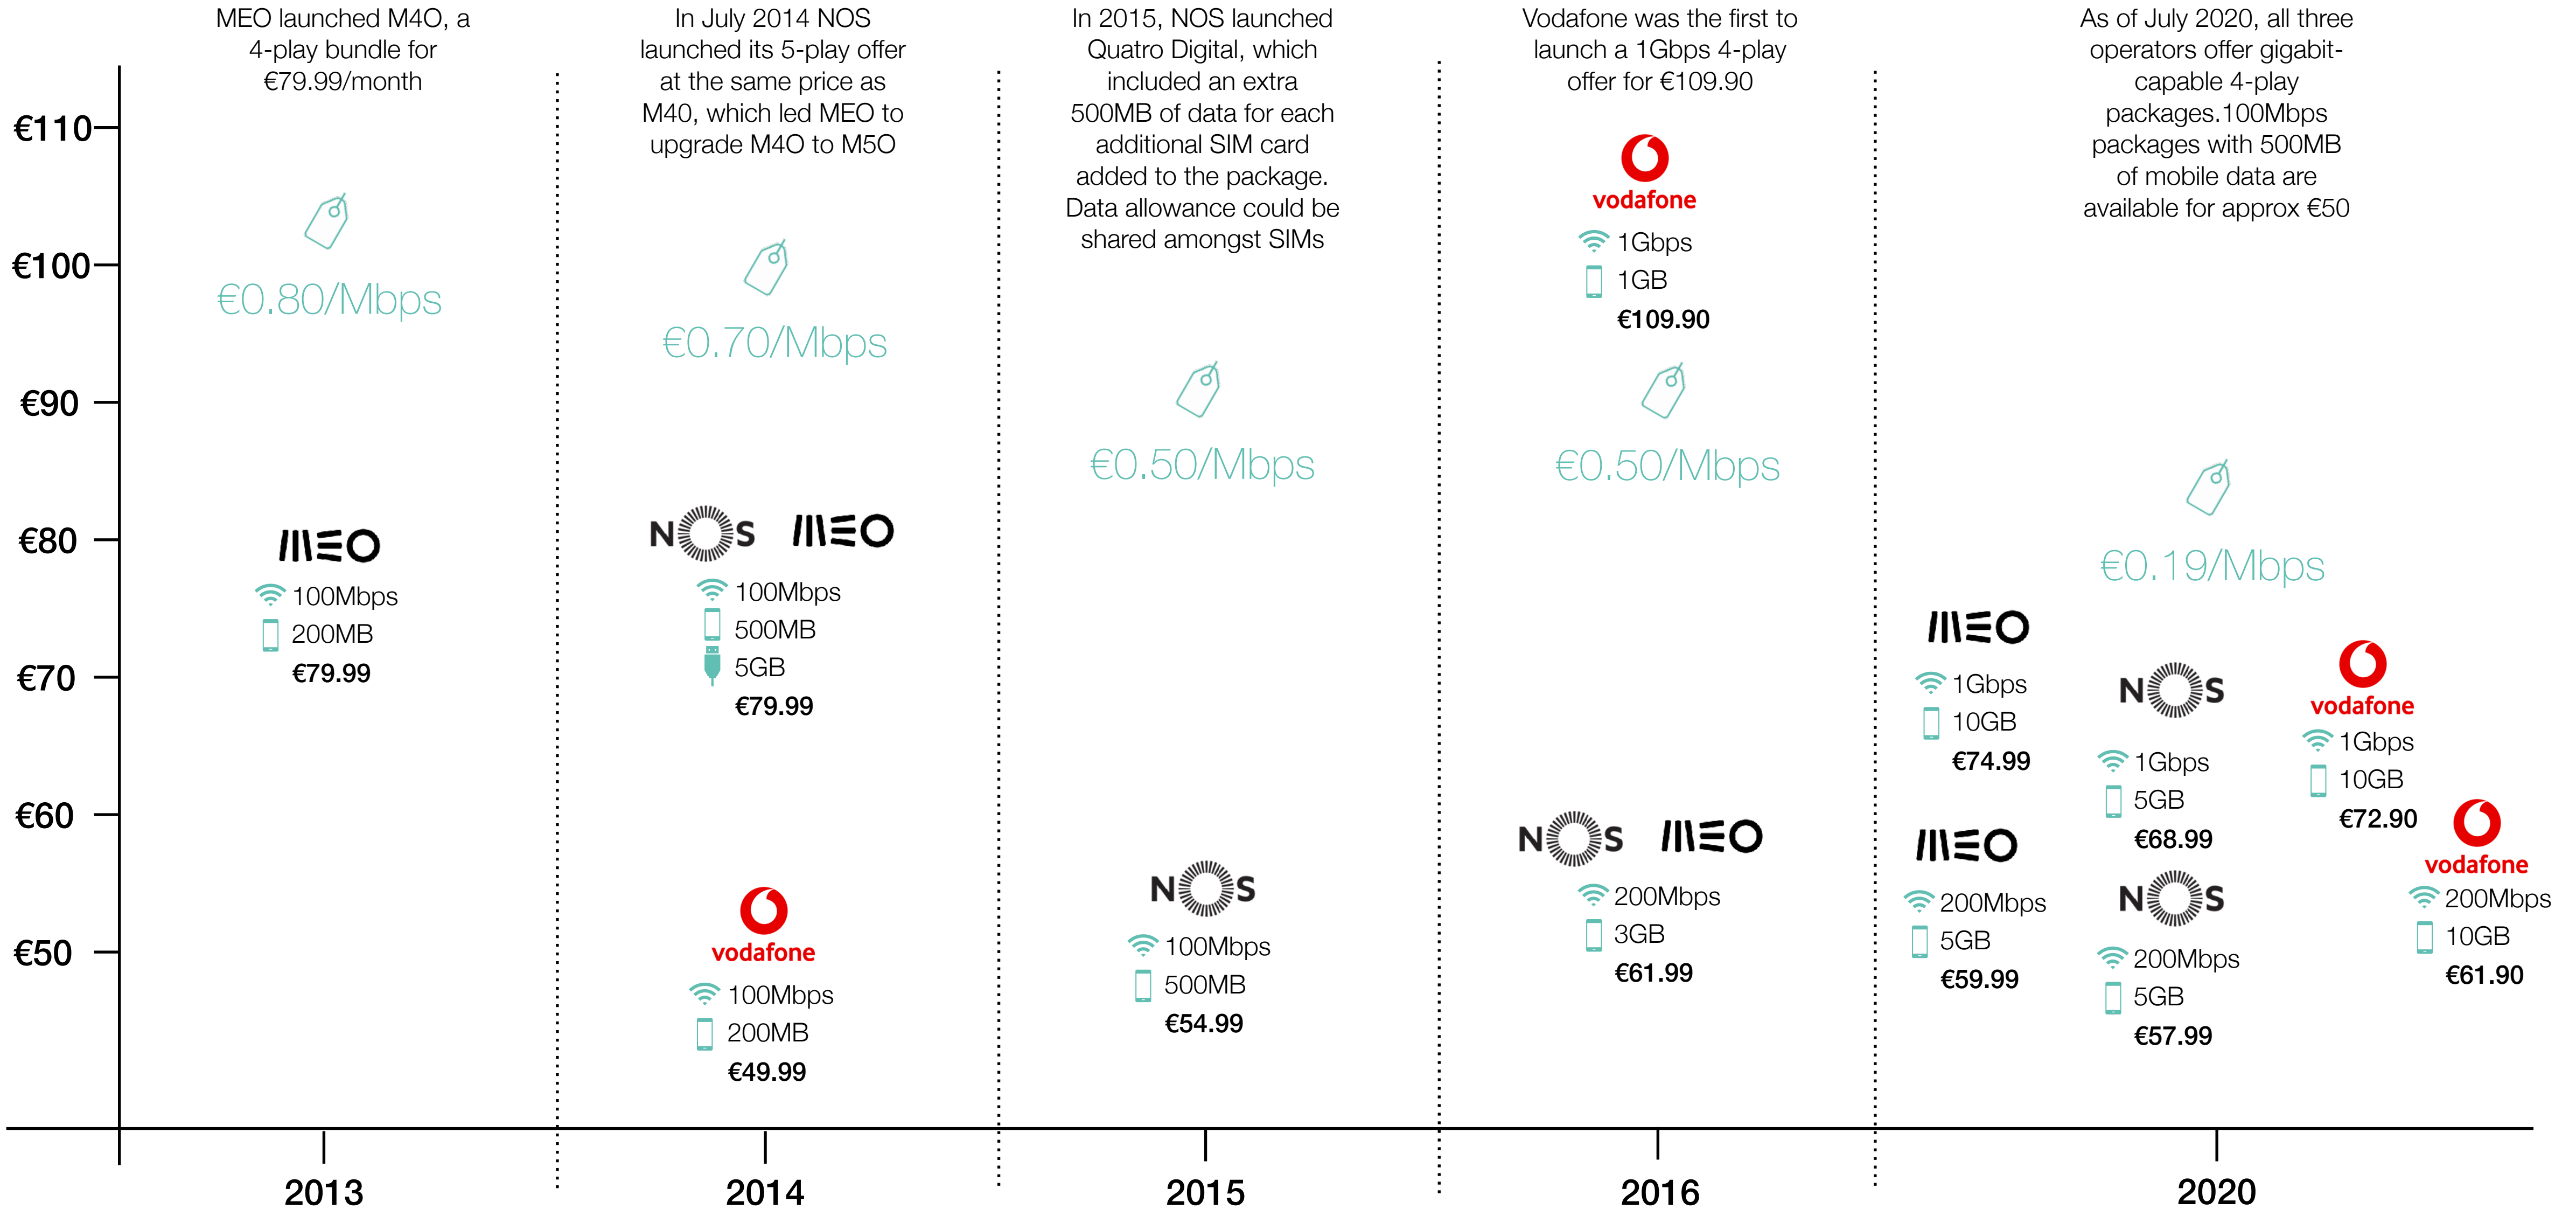 MEO launched M4O, a
4-play bundle for
€79.99/month
In July 2014 NOS
launched its 5-play offer
at the same price as
M40, which led MEO to
upgrade M4O to M5O
In 2015, NOS launched
Quatro Digital, which
included an extra
500MB of data for each
additional SIM card
added to the package.
Data allowance could be
shared amongst SIMs
Vodafone was the first to
launch a 1Gbps 4-play
offer for €109.90
As of July 2020, all three
operators offer gigabit-
capable 4-play
packages.100Mbps
packages with 500MB
of mobile data are
available for approx €50
€110
€100
€90
€80
€70
€60
€50
€0.80/Mbps
MEO
100Mbps
200MB
€79.99
€0.70/Mbps
NOS MEO
100Mbps
500MB
5GB
€79.99
vodafone
100Mbps
200MB
€49.99
€0.50/Mbps
NOS
100Mbps
500MB
€54.99
vodafone
1Gbps
1GB
€109.90
€0.50/Mbps
NOS MEO
200Mbps
3GB
€61.99
€0.19/Mbps
MEO
1Gbps
10GB
€74.99
NOS
1Gbps
5GB
€68.99
vodafone
1Gbps
10GB
€72.90
MEO
200Mbps
5GB
€59.99
NOS
200Mbps
5GB
€57.99
vodafone
200Mbps
10GB
€61.90
2013
2014
2015
2016
2020